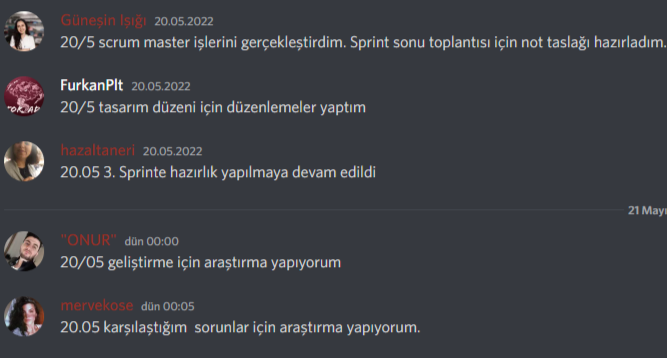 Güneşin Işığı 20.05.2022
20/5 scrum master işlerini gerçekleştirdim. Sprint sonu toplantısı için not taslağı hazırladım.
FurkanPlt 20.05.2022
20/5 tasarım düzeni için düzenlemeler yaptım
hazaltaneri 20.05.2022
20.05 3. Sprinte hazırlık yapılmaya devam edildi
21 Mayı
"ONUR" dün 00:00
20/05 geliştirme için araştırma yapıyorum
mervekose dün 00:05
20.05 karşılaştığım  sorunlar için araştırma yapıyorum.